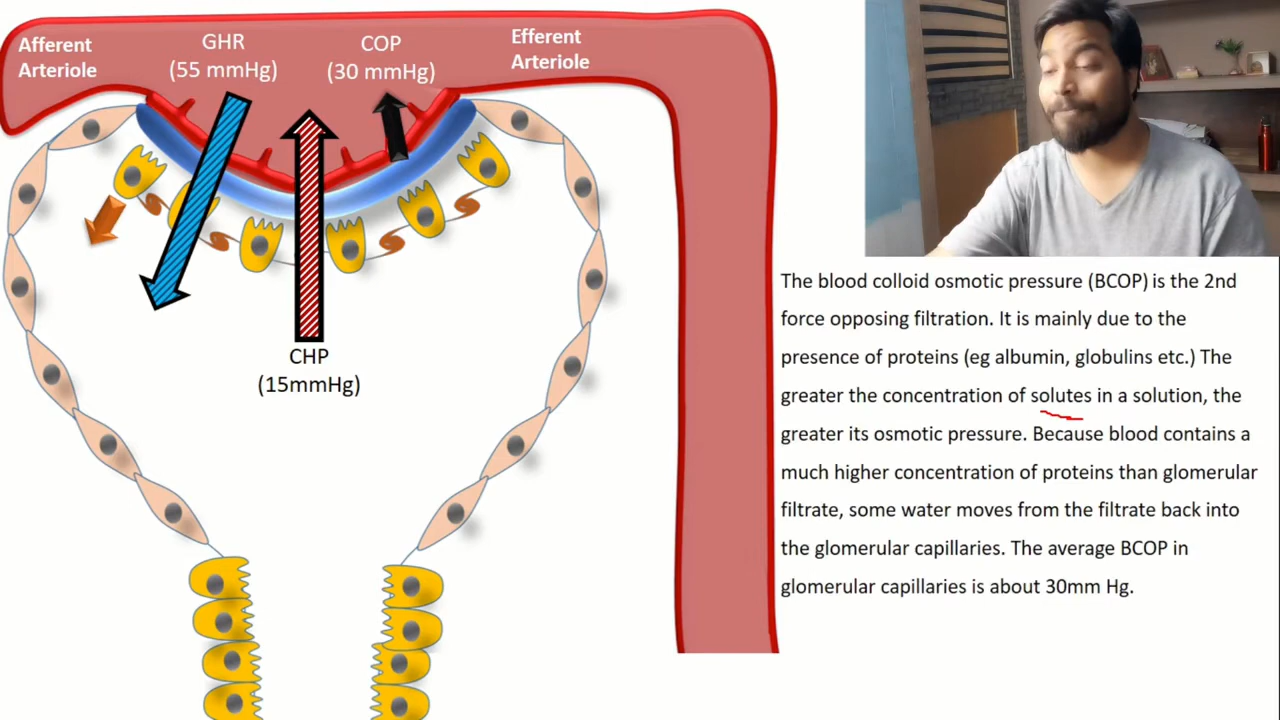 Afferent
Arteriole
GHR
(55 mmHg)
COP
(30 mmHg)
Efferent
Arteriole
CHP
(15mmHg)
The blood colloid osmotic pressure (BCOP) is the 2nd
force opposing filtration. It is mainly due to the
presence of proteins (eg albumin, globulins etc.) The
greater the concentration of solutes in a solution, the
greater its osmotic pressure. Because blood contains a
much higher concentration of proteins than glomerular
filtrate, some water moves from the filtrate back into
the glomerular capillaries. The average BCOP in
glomerular capillaries is about 30mm Hg.